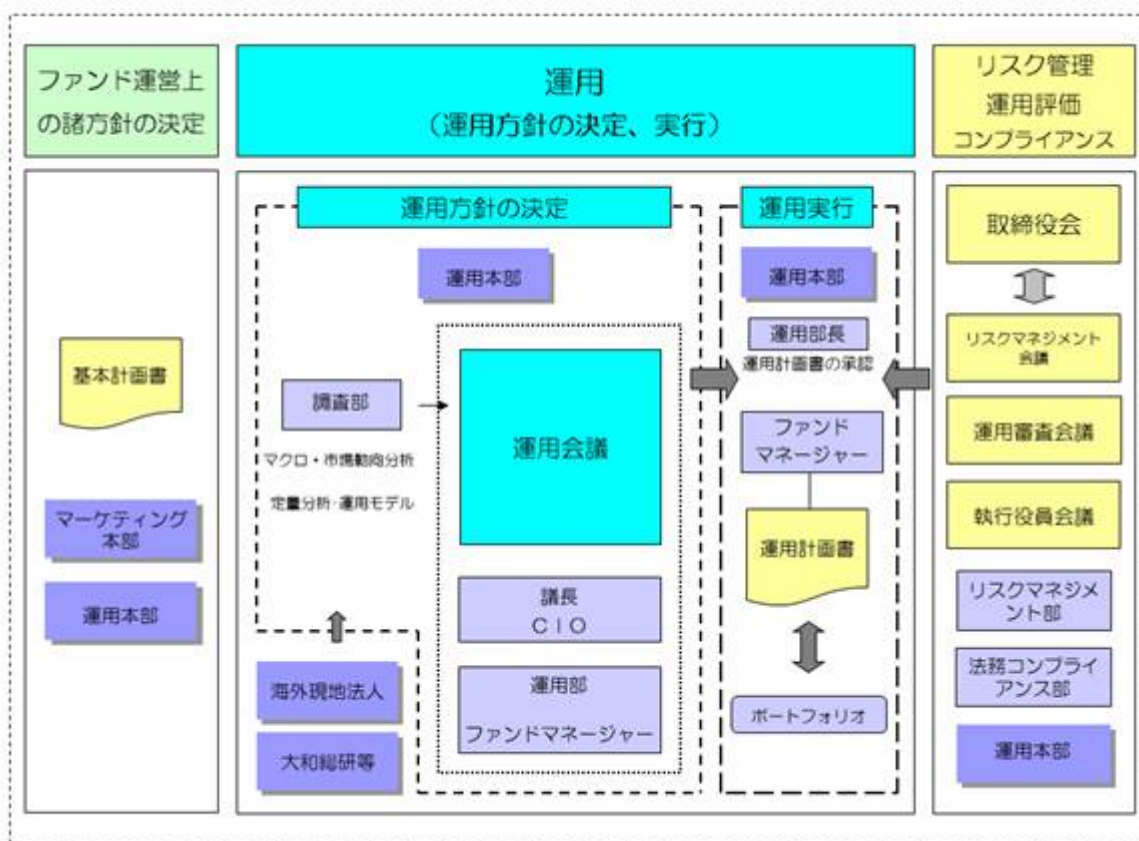 ファンド運営上
の諸方針の決定
運用
(運用方針の決定、実行)
リスク管理
運用評価
コンプライアンス
基本計画書
マーケティング
本部
運用本部
運用方針の決定
運用本部
調査部
マクロ・市場動向分析
定量分析・運用モデル
運用会議
議長
CIO
運用部
ファンドマネージャー
海外現地法人
大和総研等
運用実行
運用本部
運用部長
運用計画書の承認
ファンド
マネージャー
運用計画書
ポートフォリオ
取締役会
リスクマネジメント
会議
運用審査会議
執行役員会議
リスクマネジメ
ント部
法務コンプライ
アンス部
運用本部